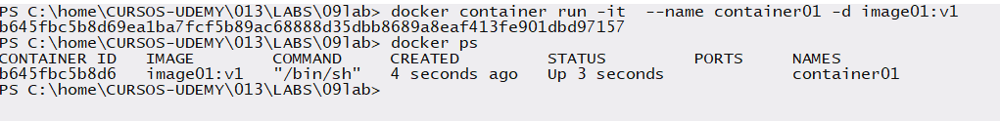 PS C:\home\CURSOS-UDEMY\013\LABS\09lab> docker container run -it  --name container01 -d image01:v1
b645fbc5b8d69ea1ba7fcf5b89ac68888d35dbb8689a8eaf413fe901dbd97157
PS C:\home\CURSOS-UDEMY\013\LABS\09lab> docker ps
CONTAINER ID   IMAGE        COMMAND     CREATED         STATUS         PORTS     NAMES
b645fbc5b8d6   image01:v1   "/bin/sh"   4 seconds ago   Up 3 seconds             container01
PS C:\home\CURSOS-UDEMY\013\LABS\09lab>